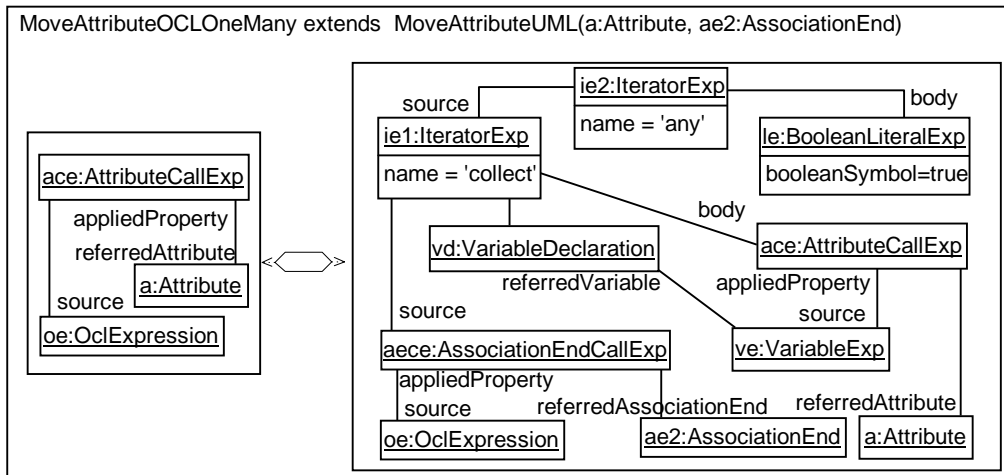 MoveAttributeOCLOneMany extends MoveAttributeUML(a:Attribute, ae2:AssociationEnd)
ace:AttributeCallExp
appliedProperty
referredAttribute
a:Attribute
source
oe:OclExpression
ie2:IteratorExp
name = 'any'
source
body
ie1:IteratorExp
name = 'collect'
le:BooleanLiteralExp
booleanSymbol=true
body
vd:VariableDeclaration
referredVariable
ace:AttributeCallExp
appliedProperty
source
source
aece:AssociationEndCallExp
ve:VariableExp
appliedProperty
source
referredAssociationEnd
referredAttribute
oe:OclExpression
ae2:AssociationEnd
a:Attribute